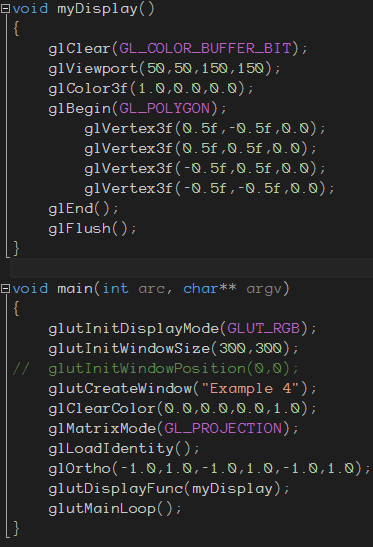 void myDisplay()
{
glClear(GL_COLOR_BUFFER_BIT);
glViewport(50,50,150,150);
glColor3f(1.0,0.0,0.0);
glBegin(GL_POLYGON);
glVertex3f(0.5f,-0.5f,0.0);
glVertex3f(0.5f,0.5f,0.0);
glVertex3f(-0.5f,0.5f,0.0);
glVertex3f(-0.5f,-0.5f,0.0);
glEnd();
glFlush();
}
void main(int arc, char** argv)
{
glutInitDisplayMode(GLUT_RGB);
glutInitWindowSize(300,300);
// glutInitWindowPosition(0,0);
glutCreateWindow("Example 4");
glClearColor(0.0,0.0,0.0,1.0);
glMatrixMode(GL_PROJECTION);
glLoadIdentity();
glOrtho(-1.0,1.0,-1.0,1.0,-1.0,1.0);
glutDisplayFunc(myDisplay);
glutMainLoop();
}